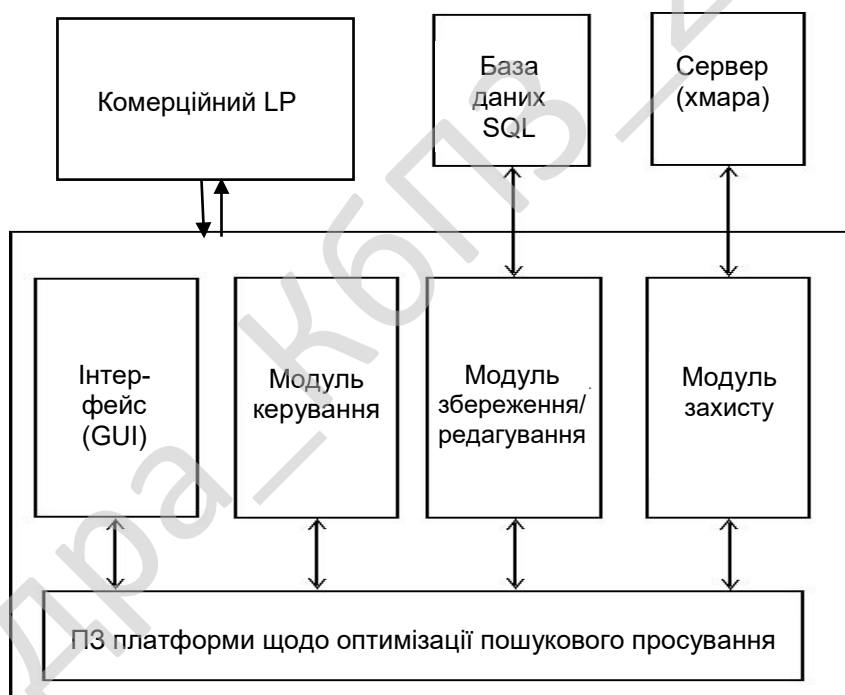 Комерційний LP
База
даних
SQL
Сервер
(хмара)
Інтер-
фейс
(GUI)
Модуль
керування
Модуль
збереження/
редагування
Модуль
захисту
ПЗ платформи щодо оптимізації пошукового просування
дра_КбПЗ_2